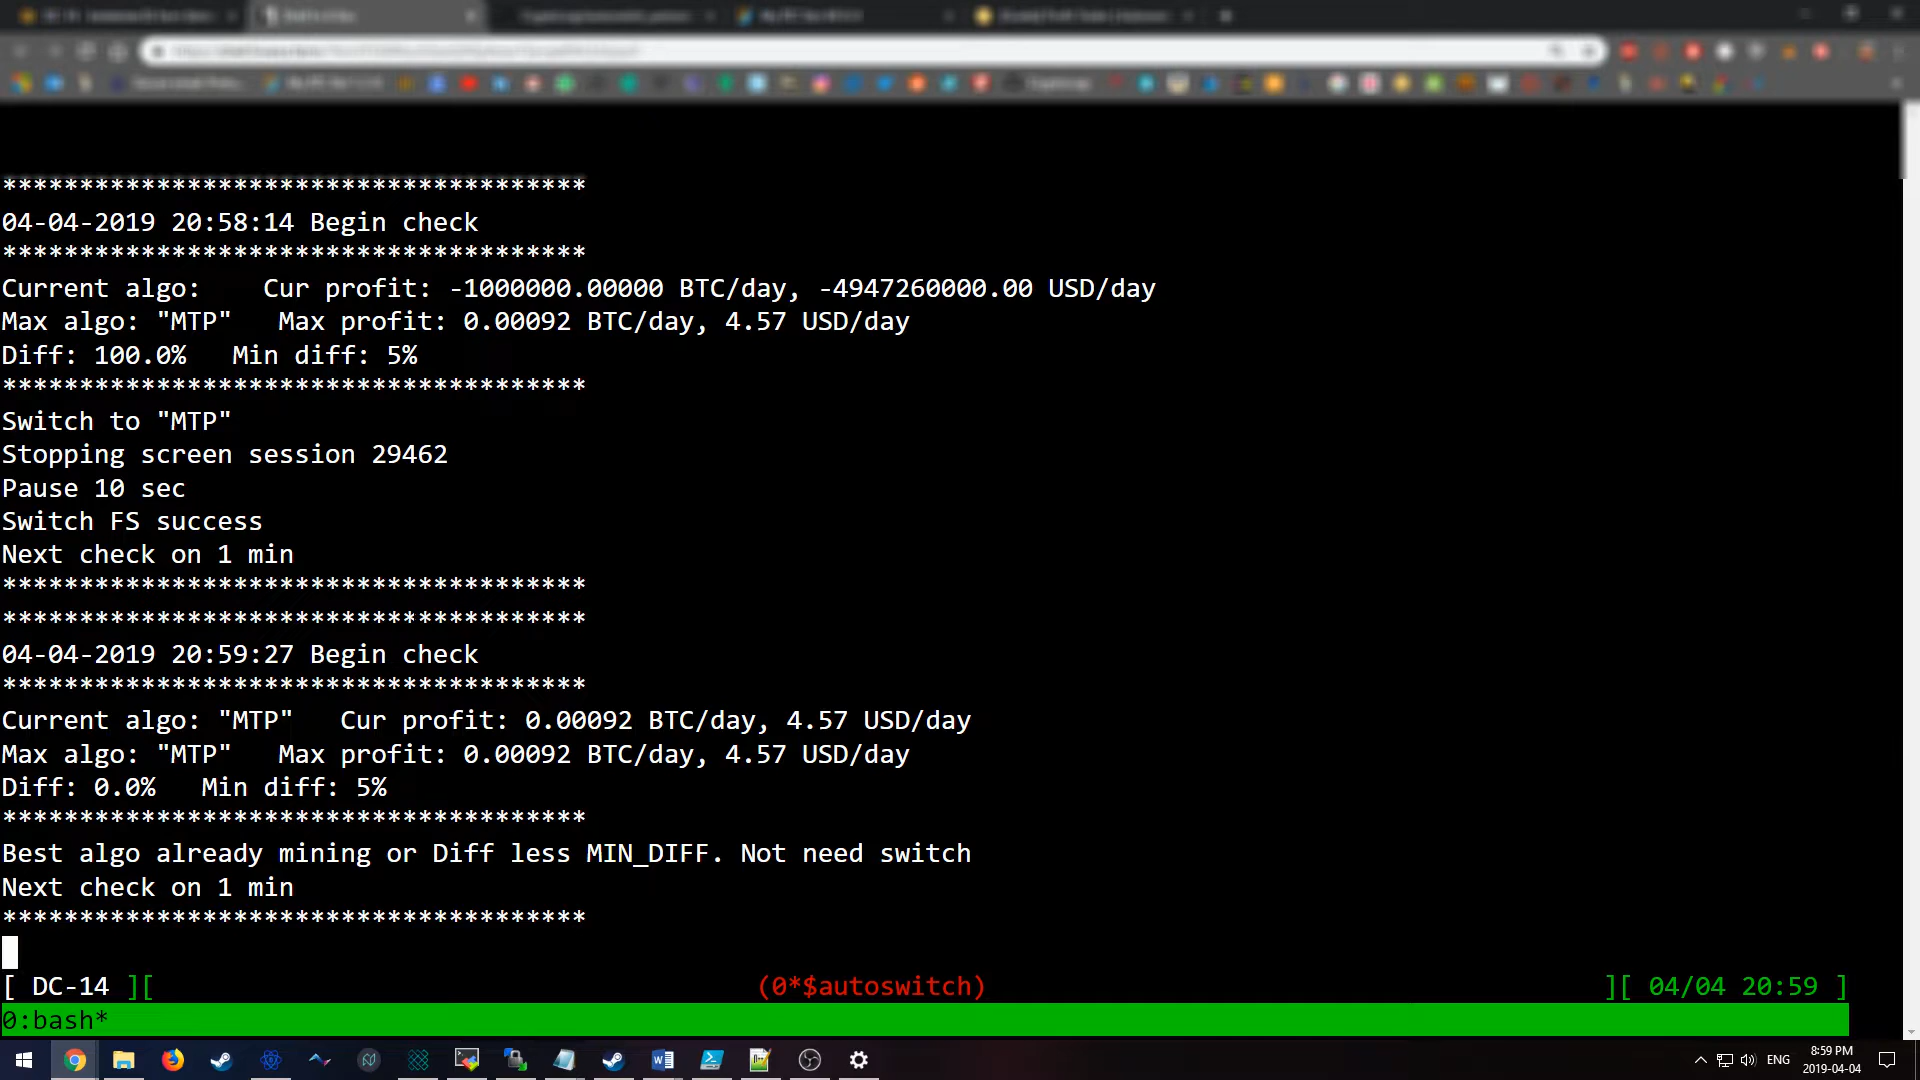 ***************************************
04-04-2019 20:58:14 Begin check
***************************************
Current algo:    Cur profit: -1000000.00000 BTC/day, -4947260000.00 USD/day
Max algo: "MTP"   Max profit: 0.00092 BTC/day, 4.57 USD/day
Diff: 100.0%   Min diff: 5%
***************************************
Switch to "MTP"
Stopping screen session 29462
Pause 10 sec
Switch FS success
Next check on 1 min
***************************************
***************************************
04-04-2019 20:59:27 Begin check
***************************************
Current algo: "MTP"   Cur profit: 0.00092 BTC/day, 4.57 USD/day
Max algo: "MTP"   Max profit: 0.00092 BTC/day, 4.57 USD/day
Diff: 0.0%   Min diff: 5%
***************************************
Best algo already mining or Diff less MIN_DIFF. Not need switch
Next check on 1 min
***************************************
[ DC-14 ][ (0*$autoswitch) ][ 04/04 20:59 ]
0:bash*
ENG 8:59 PM
2019-04-04